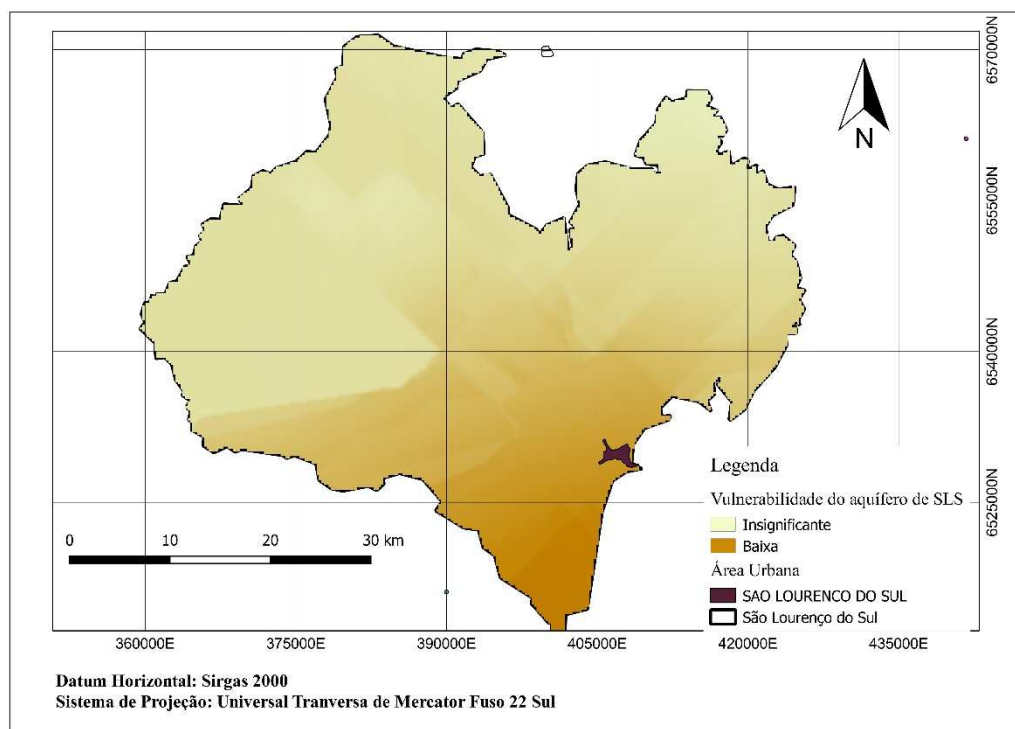 6570000N
6555000N
6540000N
6525000N
N
Legenda
Vulnerabilidade do aquífero de SLS
Insignificante
Baixa
Área Urbana
SAO LOURENCO DO SUL
São Lourenço do Sul
0 10 20 30 km
360000E 375000E 390000E 405000E 420000E 435000E
Datum Horizontal: Sirgas 2000
Sistema de Projeção: Universal Tranversa de Mercator Fuso 22 Sul